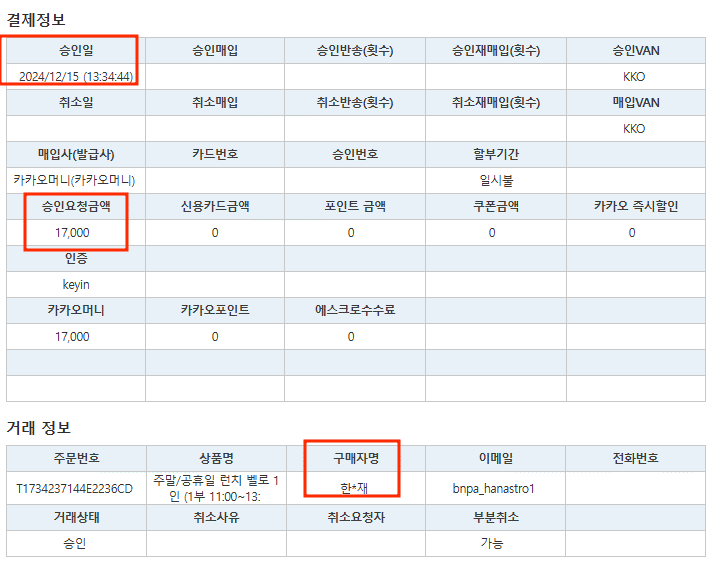 결제정보
승인일 승인매입 승인반송(횟수) 승인재매입(횟수) 승인VAN
2024/12/15 (13:34:44) KKO
취소일 취소매입 취소반송(횟수) 취소재매입(횟수) 매입VAN
KKO
매입사(발급사) 카드번호 승인번호 할부기간
카카오머니(카카오머니) 일시불
승인요청금액 신용카드금액 포인트 금액 쿠폰금액 카카오 즉시할인
17,000 0 0 0 0
인증
keyin
카카오머니 카카오포인트 에스크로수수료
17,000 0 0
거래 정보
주문번호 상품명 구매자명 이메일 전화번호
T1734237144E2236CD 주말/공휴일 런치 벨로 1 한*재 bnpa_hanastro1
인 (1부 11:00~13:
거래상태 취소사유 취소요청자 부분취소
승인 가능